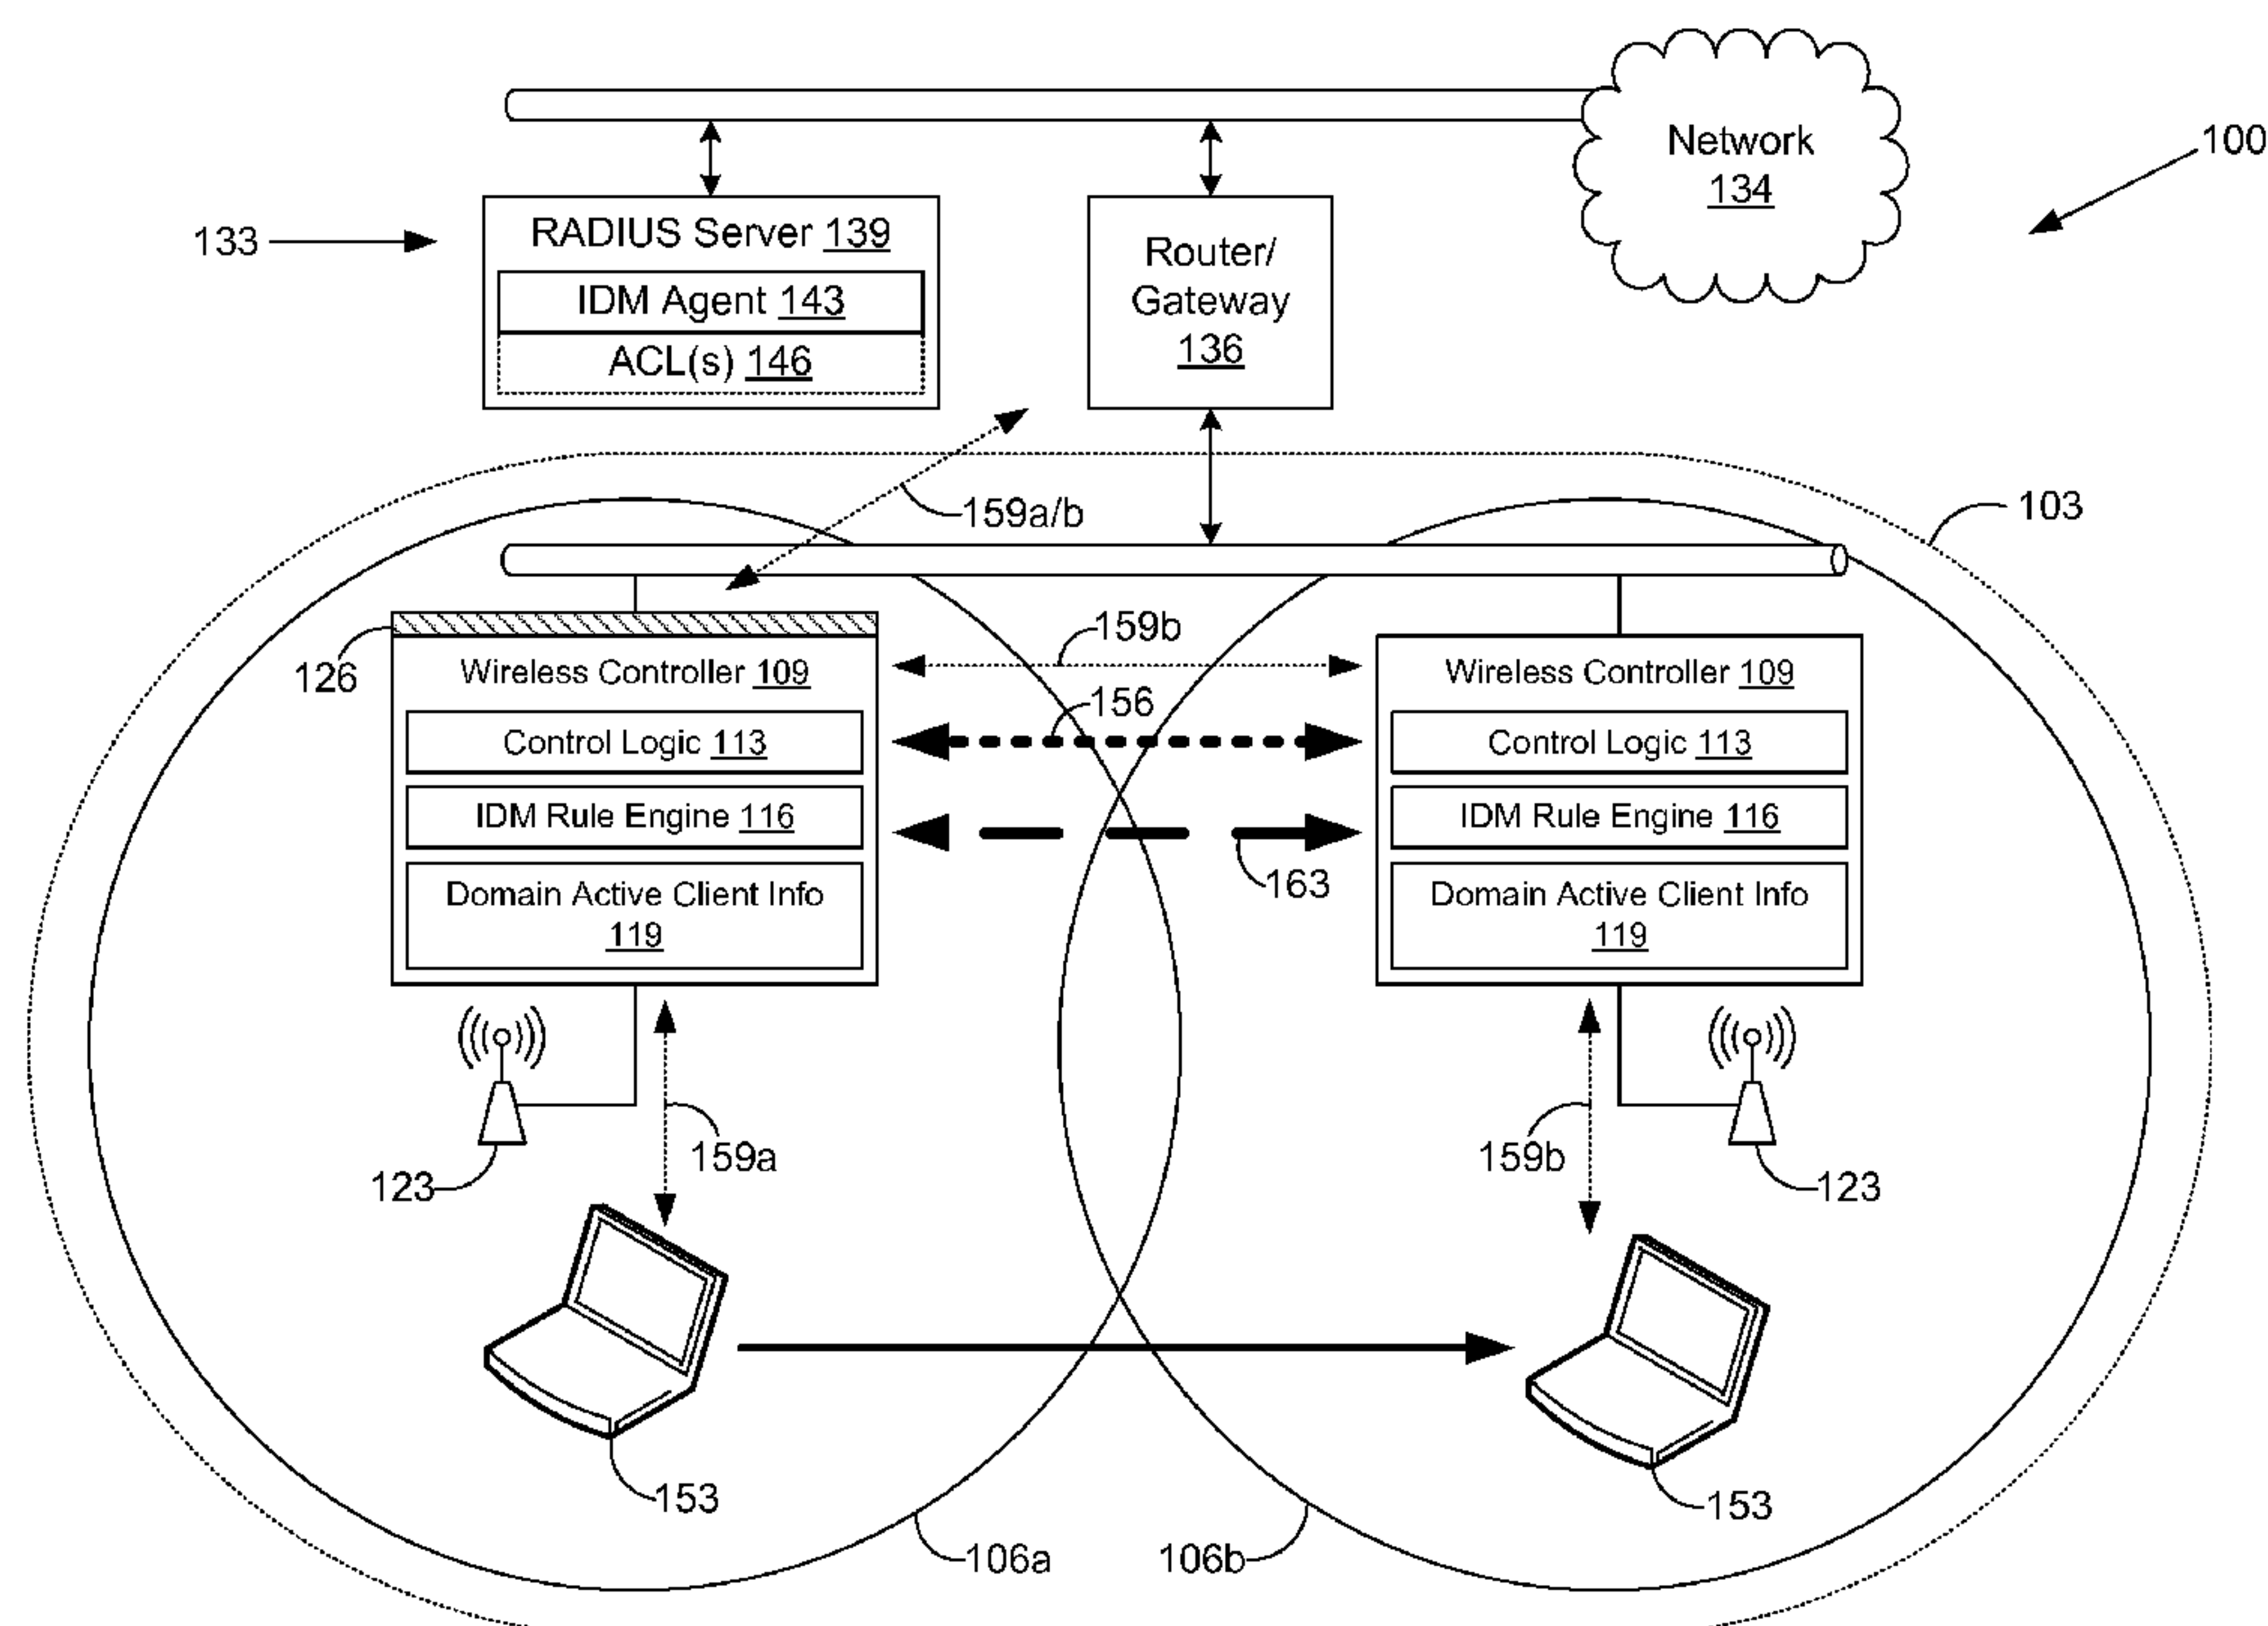 Network
134
100
133
RADIUS Server 139
IDM Agent 143
ACL(s) 146
Router/
Gateway
136
159a/b
103
126
159b
Wireless Controller 109
Control Logic 113
IDM Rule Engine 116
Domain Active Client Info
119
156
163
Wireless Controller 109
Control Logic 113
IDM Rule Engine 116
Domain Active Client Info
119
123
159a
159b
123
153
153
106a
106b